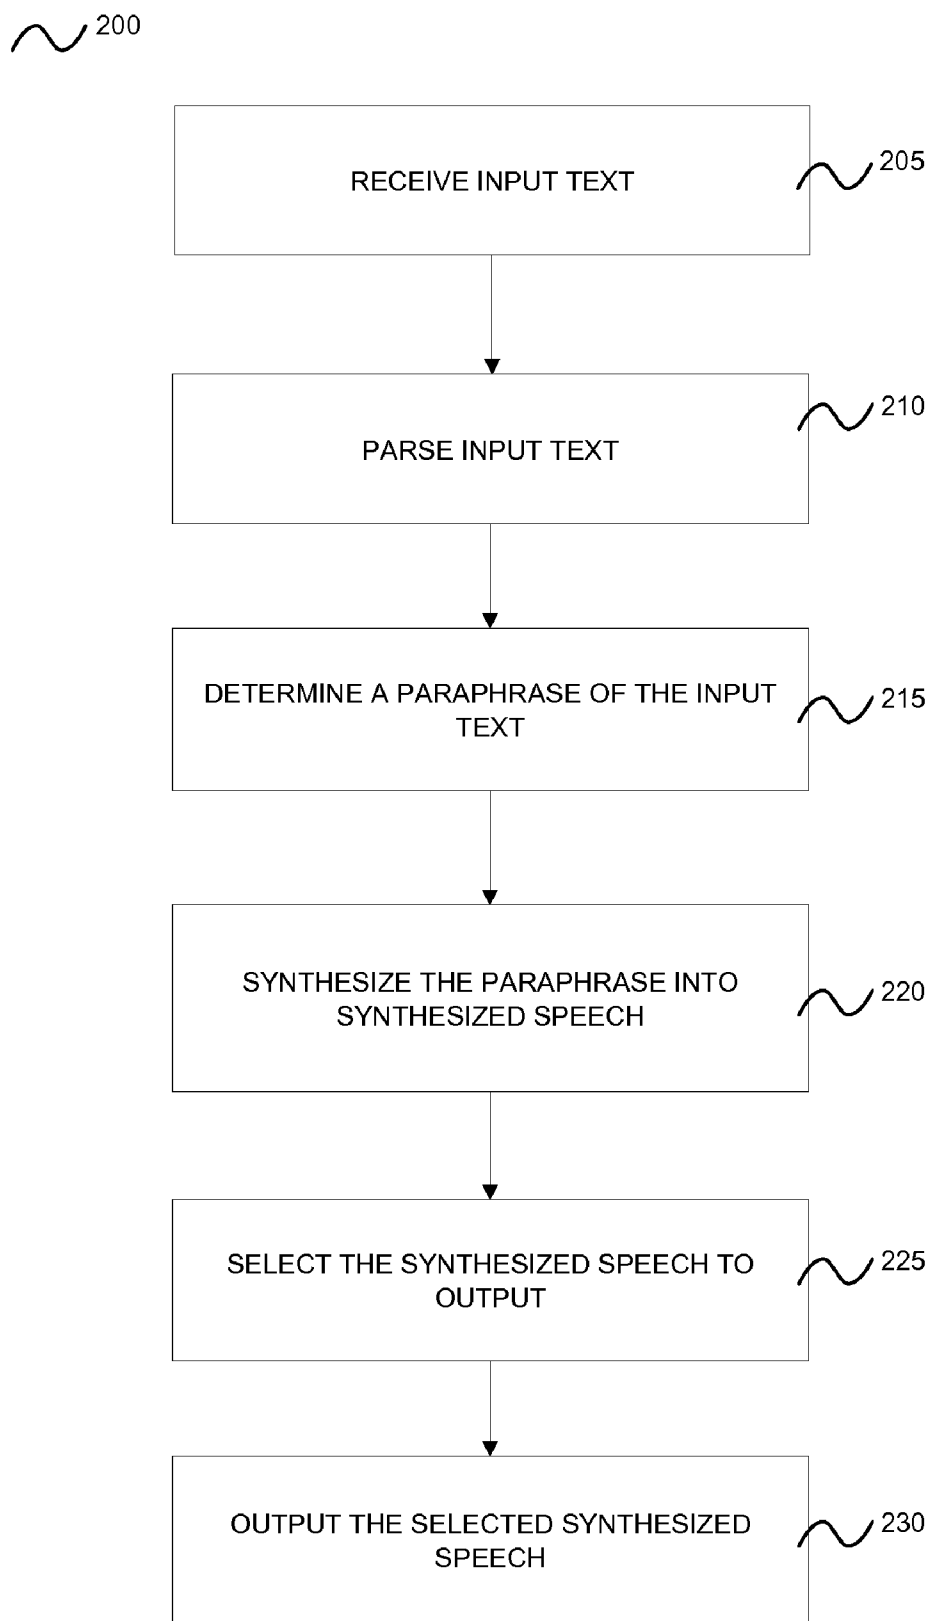 200
RECEIVE INPUT TEXT
205
PARSE INPUT TEXT
210
DETERMINE A PARAPHRASE OF THE INPUT
TEXT
215
SYNTHESIZE THE PARAPHRASE INTO
SYNTHESIZED SPEECH
220
SELECT THE SYNTHESIZED SPEECH TO
OUTPUT
225
OUTPUT THE SELECTED SYNTHESIZED
SPEECH
230